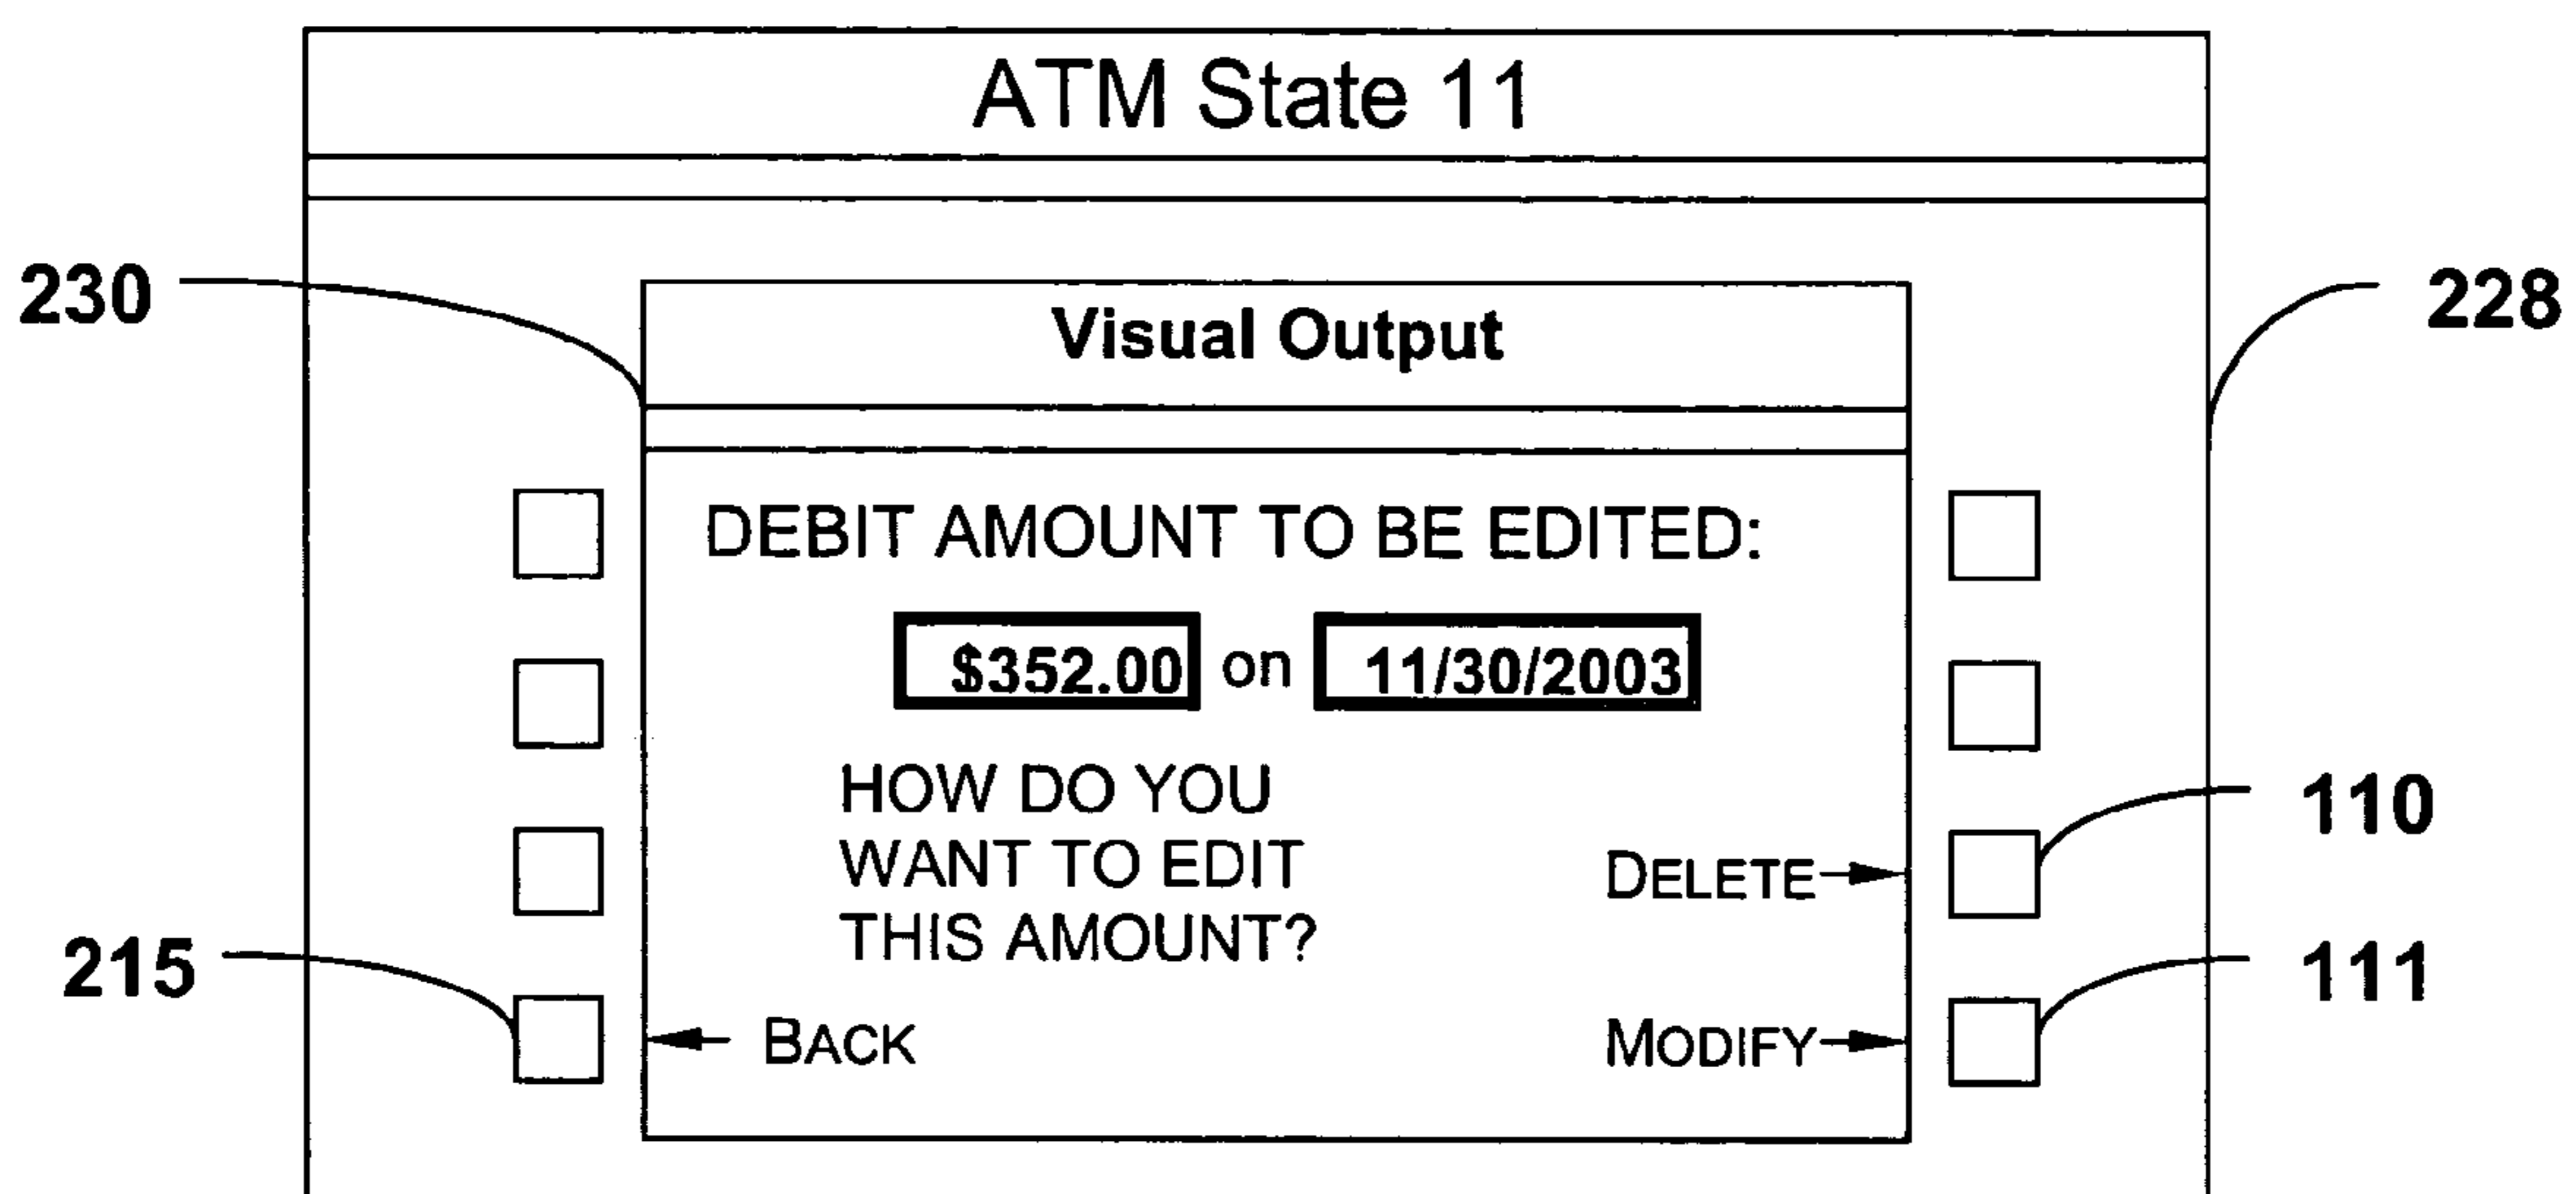 ATM State 11
230
228
Visual Output
DEBIT AMOUNT TO BE EDITED:
$352.00 on 11/30/2003
HOW DO YOU
WANT TO EDIT
THIS AMOUNT?
110
DELETE
215
111
BACK
MODIFY